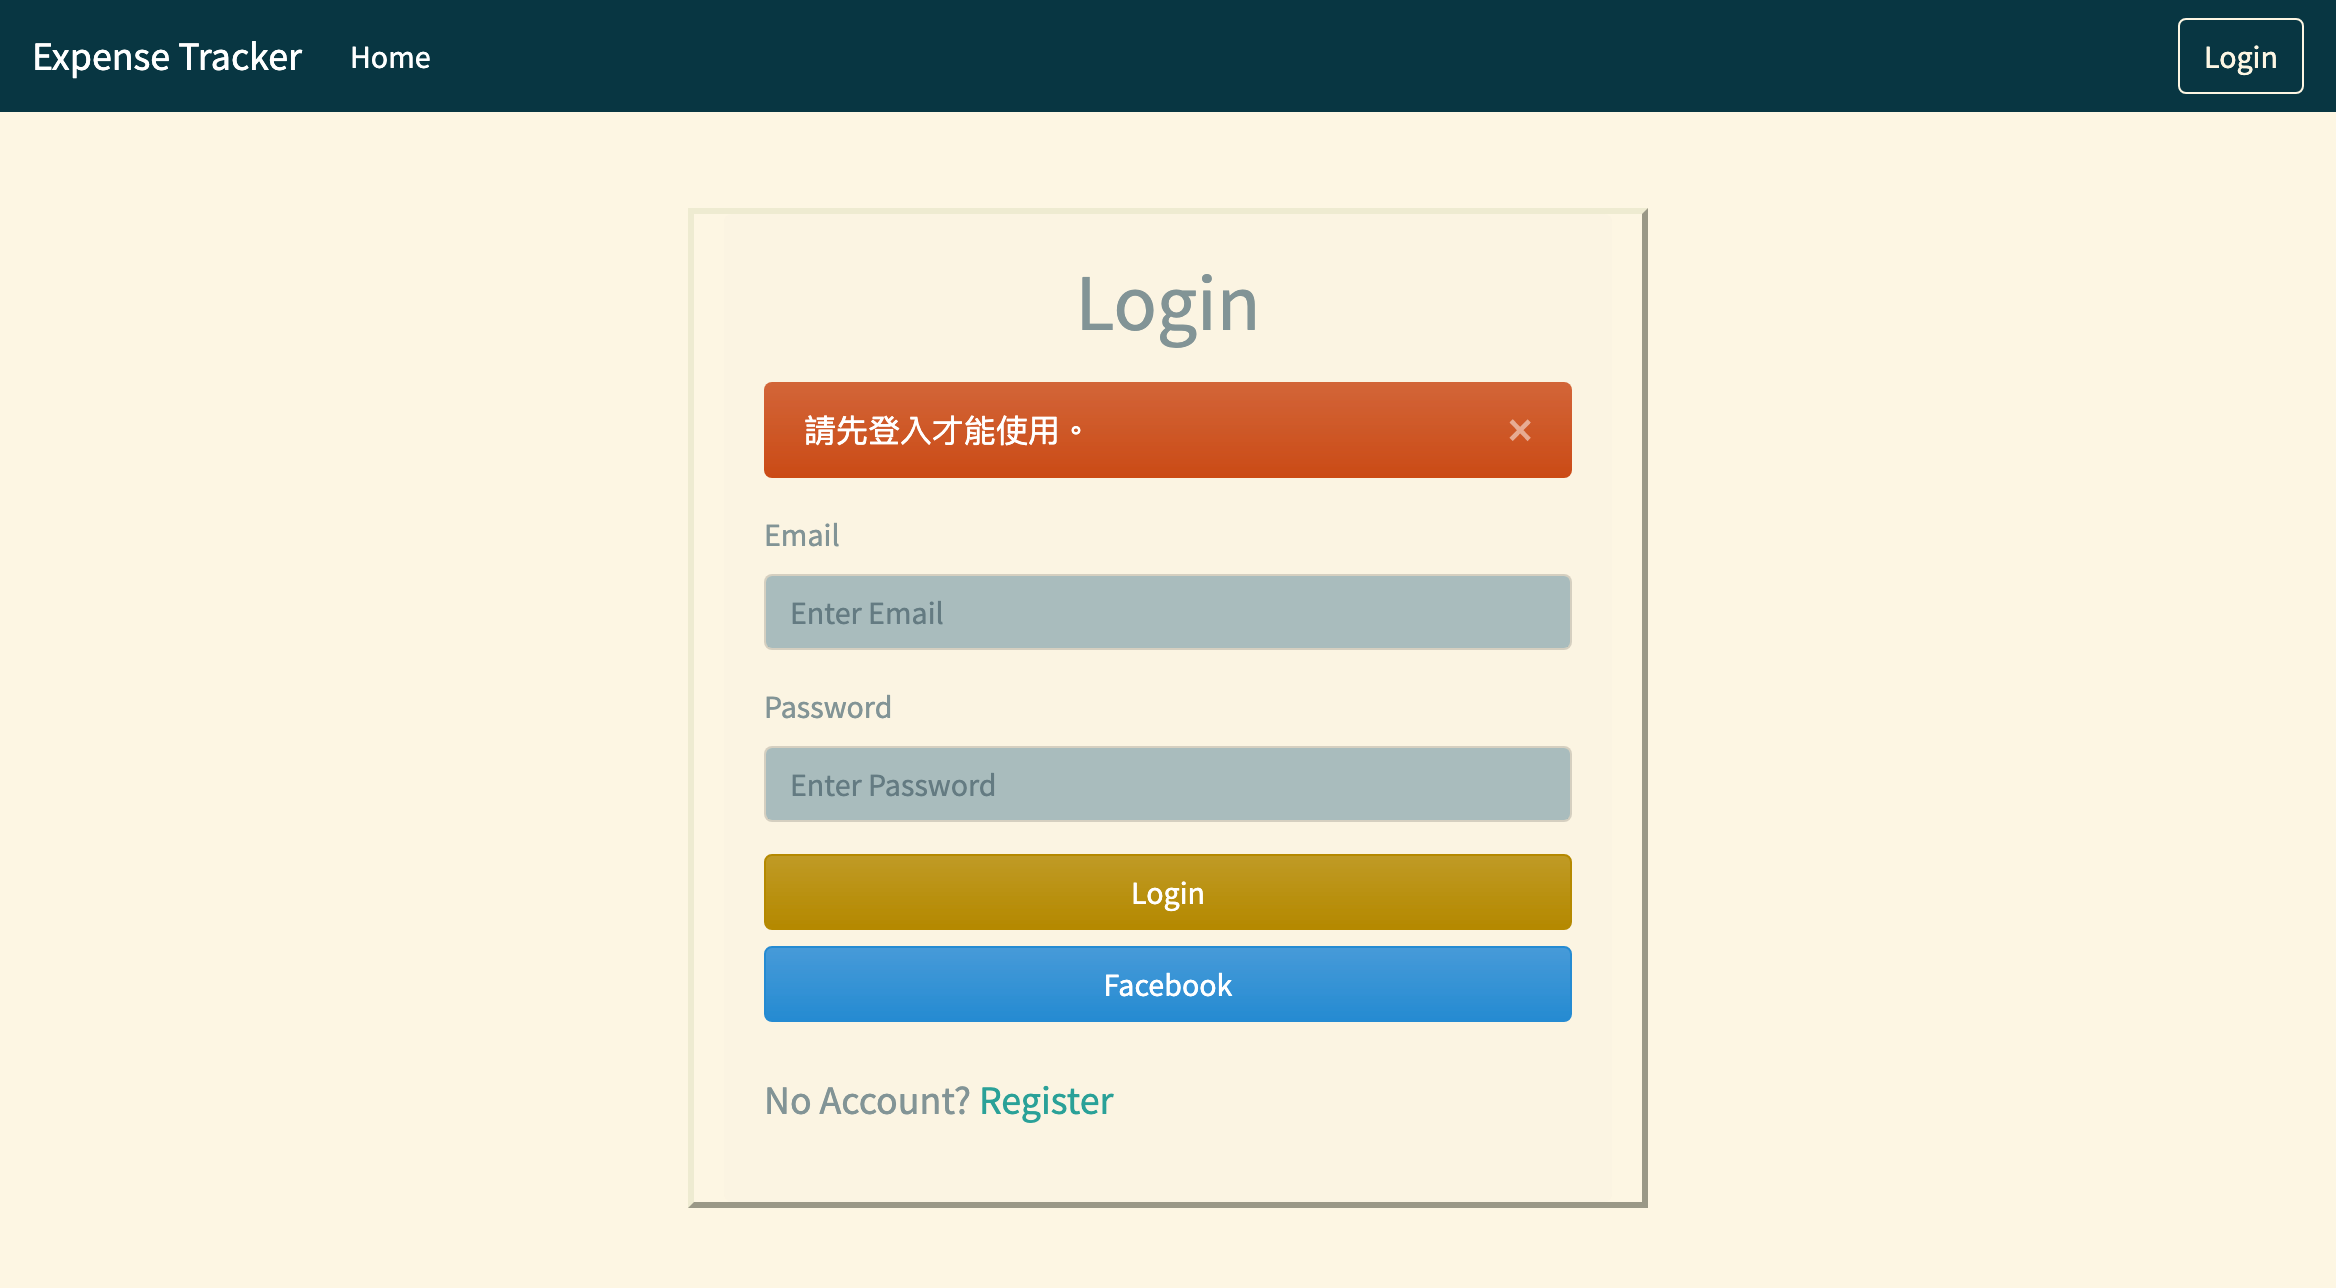 Expense Tracker Home Login
Login
請先登入才能使用。 ×
Email
Enter Email
Password
Enter Password
Login
Facebook
No Account? Register